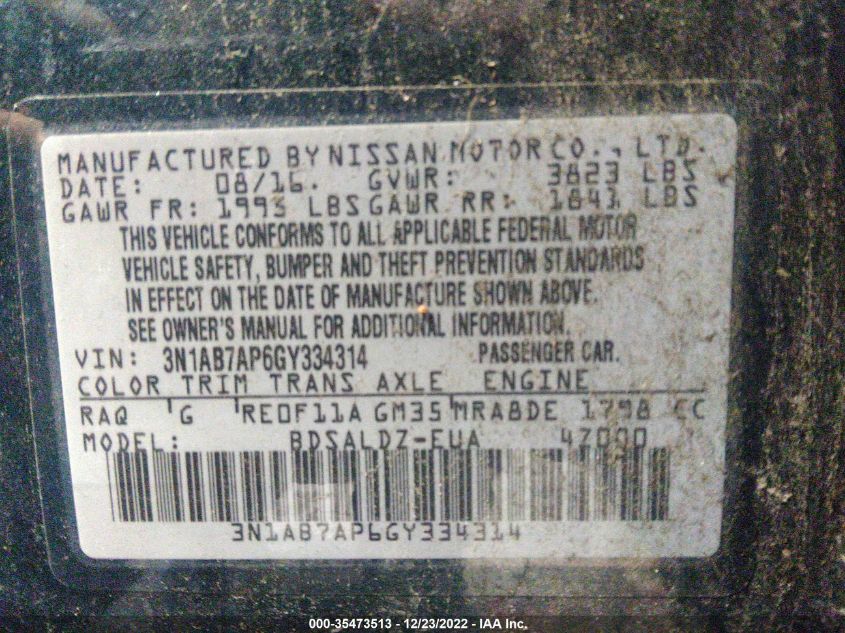 MANUFACTURED BY NISSAN MOTOR CO., LTD.
DATE: 08/16. GVWR: 3823 LBS
GAWR FR: 1993 LBS GAWR RR: 1841 LBS
THIS VEHICLE CONFORMS TO ALL APPLICABLE FEDERAL MOTOR
VEHICLE SAFETY, BUMPER AND THEFT PREVENTION STANDARDS
IN EFFECT ON THE DATE OF MANUFACTURE SHOWN ABOVE.
SEE OWNER'S MANUAL FOR ADDITIONAL INFORMATION.
VIN: 3N1AB7AP6GY334314 PASSENGER CAR.
COLOR TRIM TRANS AXLE ENGINE
RAQ G RE0F11A GM35 MRA8DE 1798 CC
MODEL: BDSALDZ-EUA 47000
3N1AB7AP6GY334314
000-35473513 - 12/23/2022 - IAA Inc.